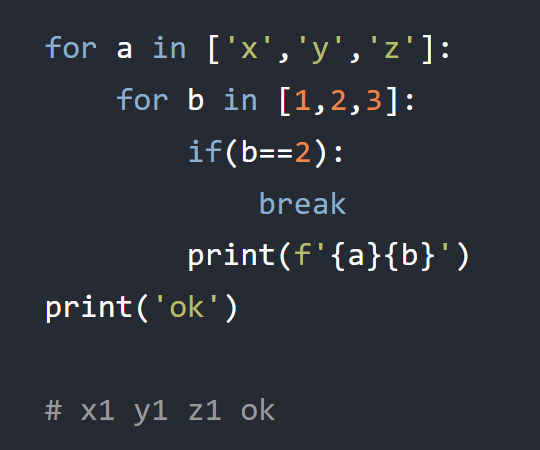 for a in ['x','y','z']:
    for b in [1,2,3]:
        if(b==2):
            break
        print(f'{a}{b}')
print('ok')

# x1 y1 z1 ok